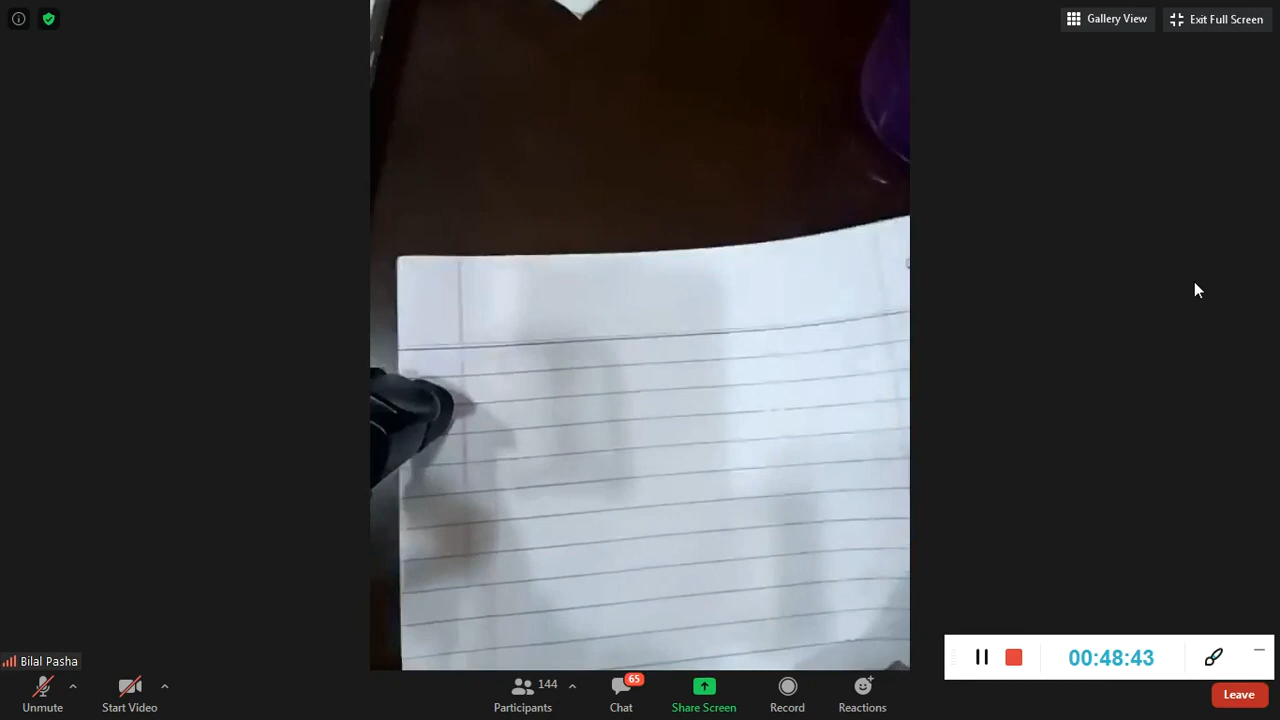 Gallery View
Exit Full Screen
Bilal Pasha
00:48:43
Unmute
Start Video
144
Participants
65
Chat
Share Screen
Record
Reactions
Leave